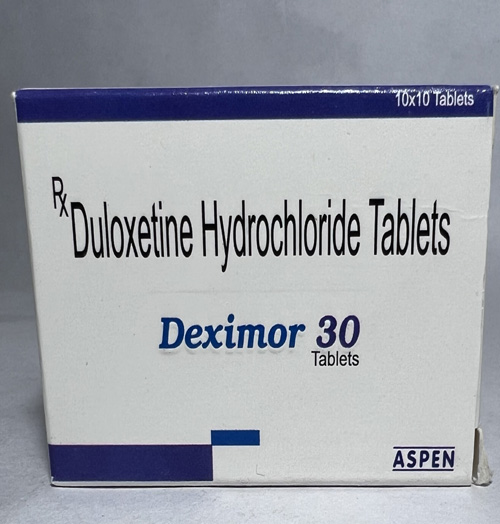 10x10 Tablets
Rx Duloxetine Hydrochloride Tablets
Deximor 30
Tablets
ASPEN